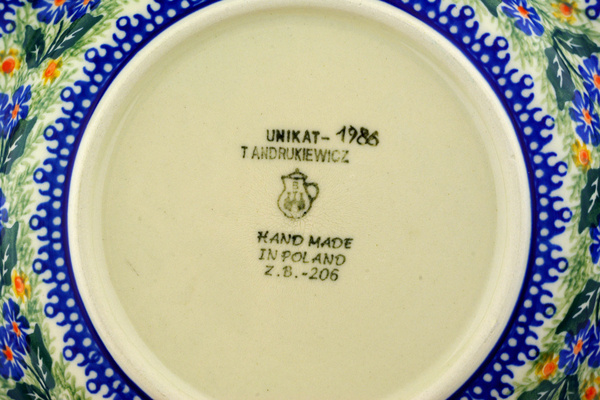 UNIKAT-1986
T ANDRUKIEWICZ
HAND MADE
IN POLAND
Z.B.-206